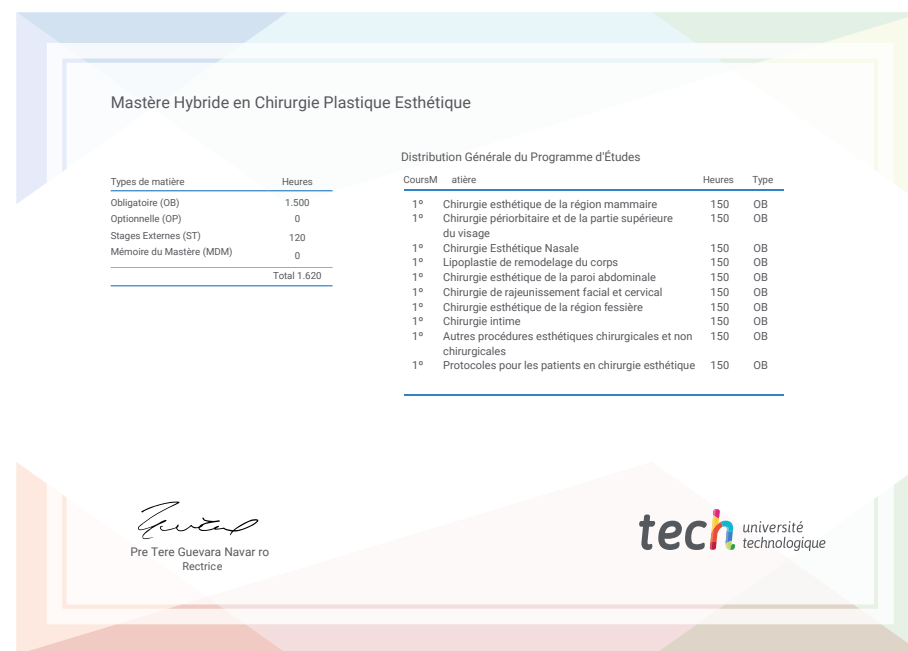 Mastère Hybride en Chirurgie Plastique Esthétique
Types de matière Heures
Obligatoire (OB) 1.500
Optionnelle (OP) 0
Stages Externes (ST) 120
Mémoire du Mastère (MDM) 0
Total 1.620
Distribution Générale du Programme d'Études
CoursM atière Heures Type
1º Chirurgie esthétique de la région mammaire 150 OB
1º Chirurgie périorbitaire et de la partie supérieure 150 OB
du visage
1º Chirurgie Esthétique Nasale 150 OB
1º Lipoplastie de remodelage du corps 150 OB
1º Chirurgie esthétique de la paroi abdominale 150 OB
1º Chirurgie de rajeunissement facial et cervical 150 OB
1º Chirurgie esthétique de la région fessière 150 OB
1º Chirurgie intime 150 OB
1º Autres procédures esthétiques chirurgicales et non 150 OB
chirurgicales
1º Protocoles pour les patients en chirurgie esthétique 150 OB
Pre Tere Guevara Navar ro
Rectrice
tech université
technologique